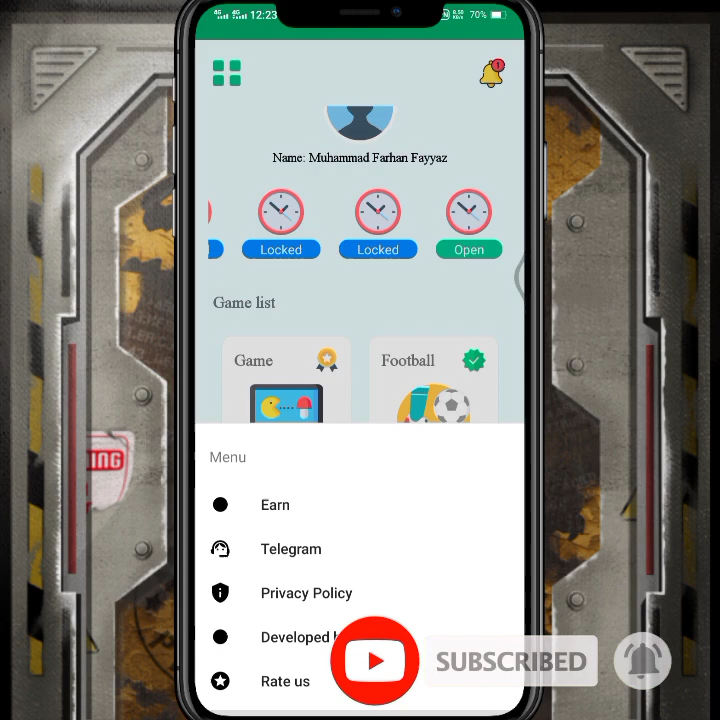 12:23
70%
1
Name: Muhammad Farhan Fayyaz
Locked
Locked
Open
Game list
Game
Football
Menu
Earn
Telegram
Privacy Policy
Developed
Rate us
SUBSCRIBED